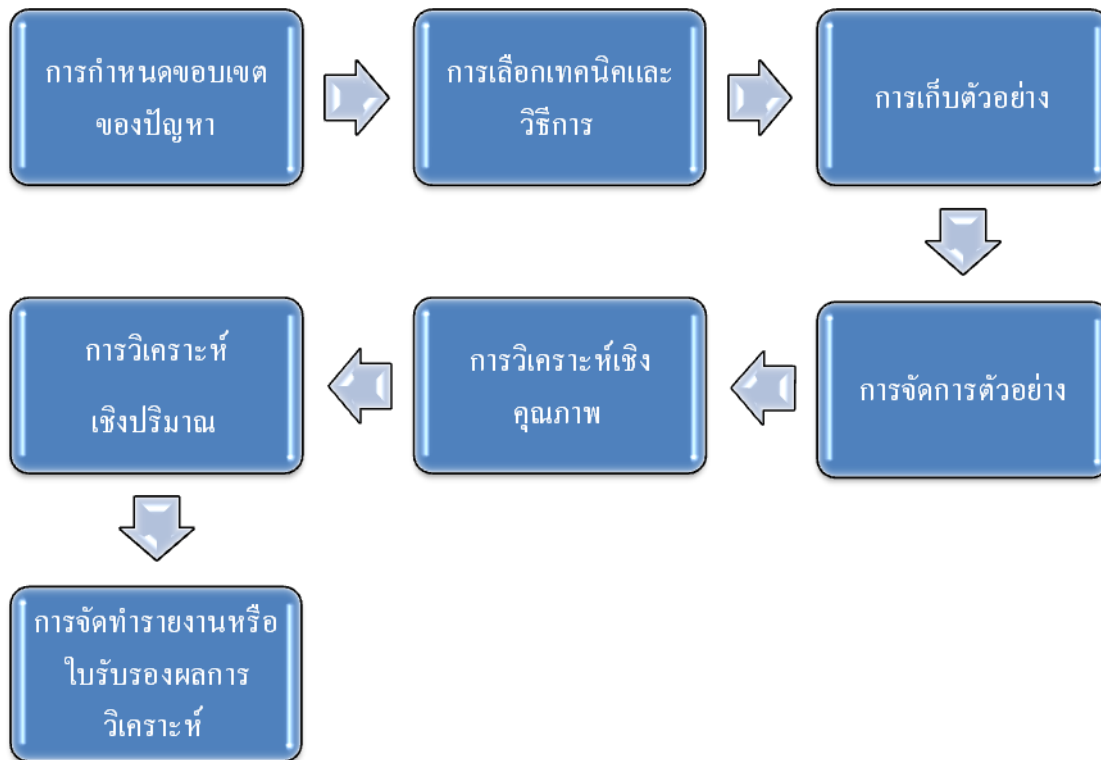 การกำหนดขอบเขต
ของปัญหา
การเลือกเทคนิคและ
วิธีการ
การเก็บตัวอย่าง
การจัดการตัวอย่าง
การวิเคราะห์เชิง
คุณภาพ
การวิเคราะห์
เชิงปริมาณ
การจัดทำรายงานหรือ
ใบรับรองผลการ
วิเคราะห์